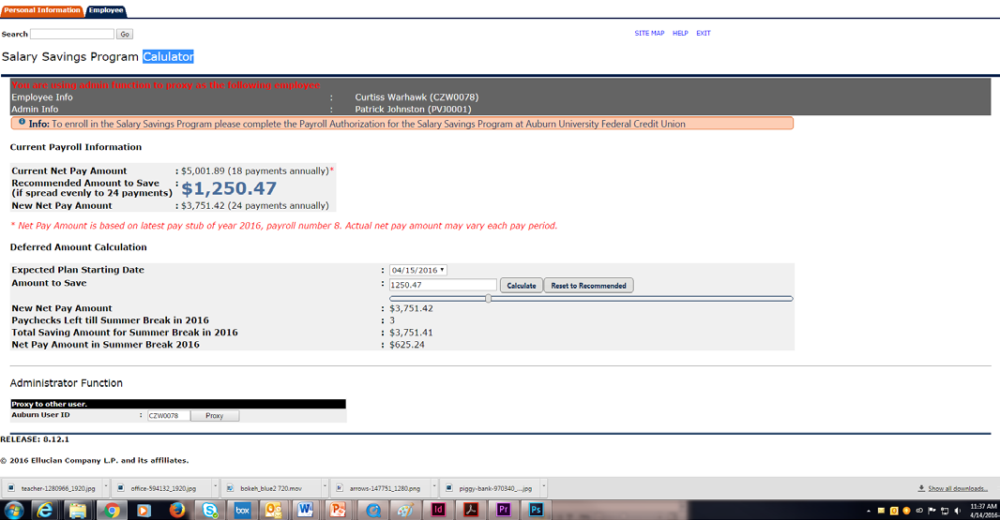 Personal Information Employee
Search Go
SITE MAP HELP EXIT
Salary Savings Program Calulator
You are using admin function to proxy as the following employee
Employee Info : Curtiss Warhawk (CZW0078)
Admin Info : Patrick Johnston (PVJ0001)
Info: To enroll in the Salary Savings Program please complete the Payroll Authorization for the Salary Savings Program at Auburn University Federal Credit Union
Current Payroll Information
Current Net Pay Amount : $5,001.89 (18 payments annually)*
Recommended Amount to Save : $1,250.47
(if spread evenly to 24 payments)
New Net Pay Amount : $3,751.42 (24 payments annually)
* Net Pay Amount is based on latest pay stub of year 2016, payroll number 8. Actual net pay amount may vary each pay period.
Deferred Amount Calculation
Expected Plan Starting Date : 04/15/2016
Amount to Save : 1250.47 Calculate Reset to Recommended
New Net Pay Amount : $3,751.42
Paychecks Left till Summer Break in 2016 : 3
Total Saving Amount for Summer Break in 2016 : $3,751.41
Net Pay Amount in Summer Break 2016 : $625.24
Administrator Function
Proxy to other user.
Auburn User ID : CZW0078 Proxy
RELEASE: 8.12.1
© 2016 Ellucian Company L.P. and its affiliates.
teacher-1280966_1920.jpg office-594132_1920.jpg bokeh_blue2 720.mov arrows-147751_1280.png piggy-bank-970340_...jpg Show all downloads...
box Id Pr Ps 11:37 AM
4/14/2016